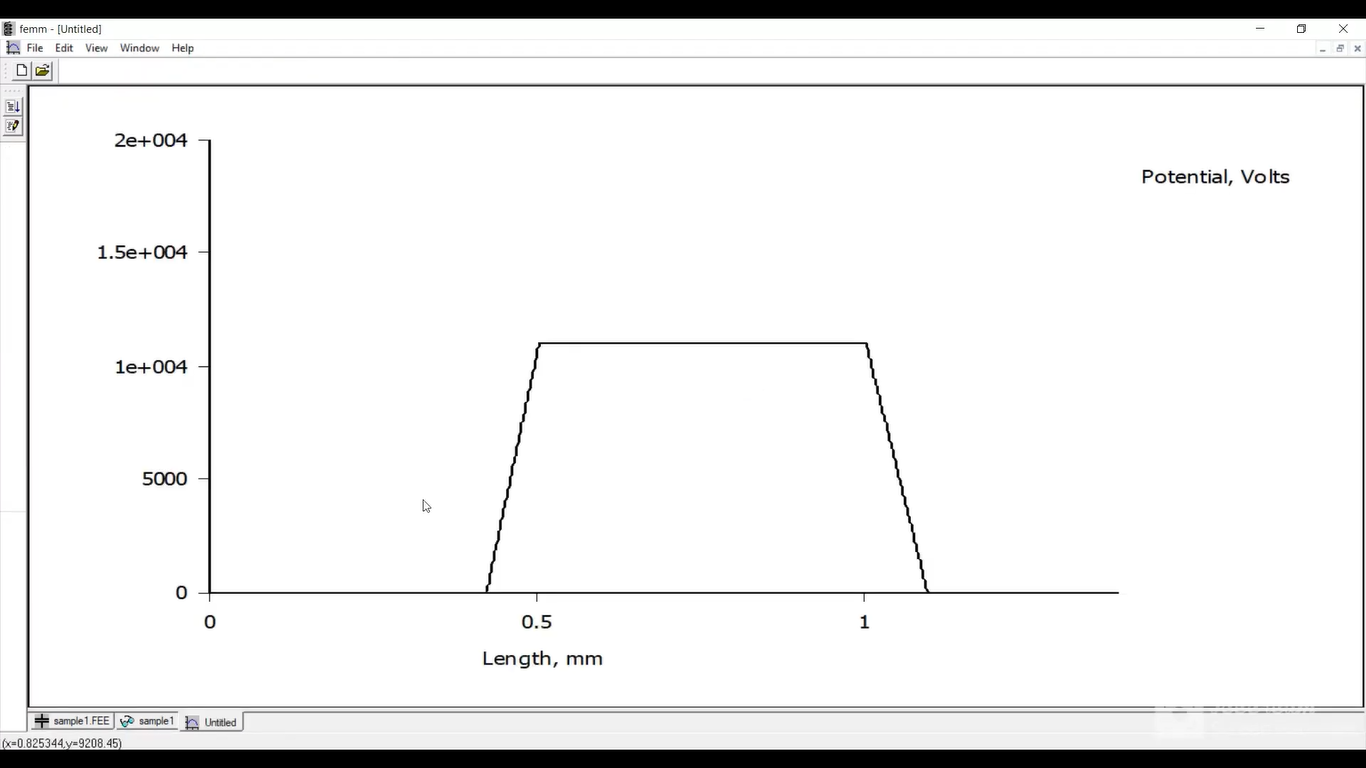 femm - [Untitled]
File Edit View Window Help
2e+004
Potential, Volts
1.5e+004
1e+004
5000
0
0 0.5 1
Length, mm
sample1.FEE sample1 Untitled
(x=0.825344,y=9208.45)